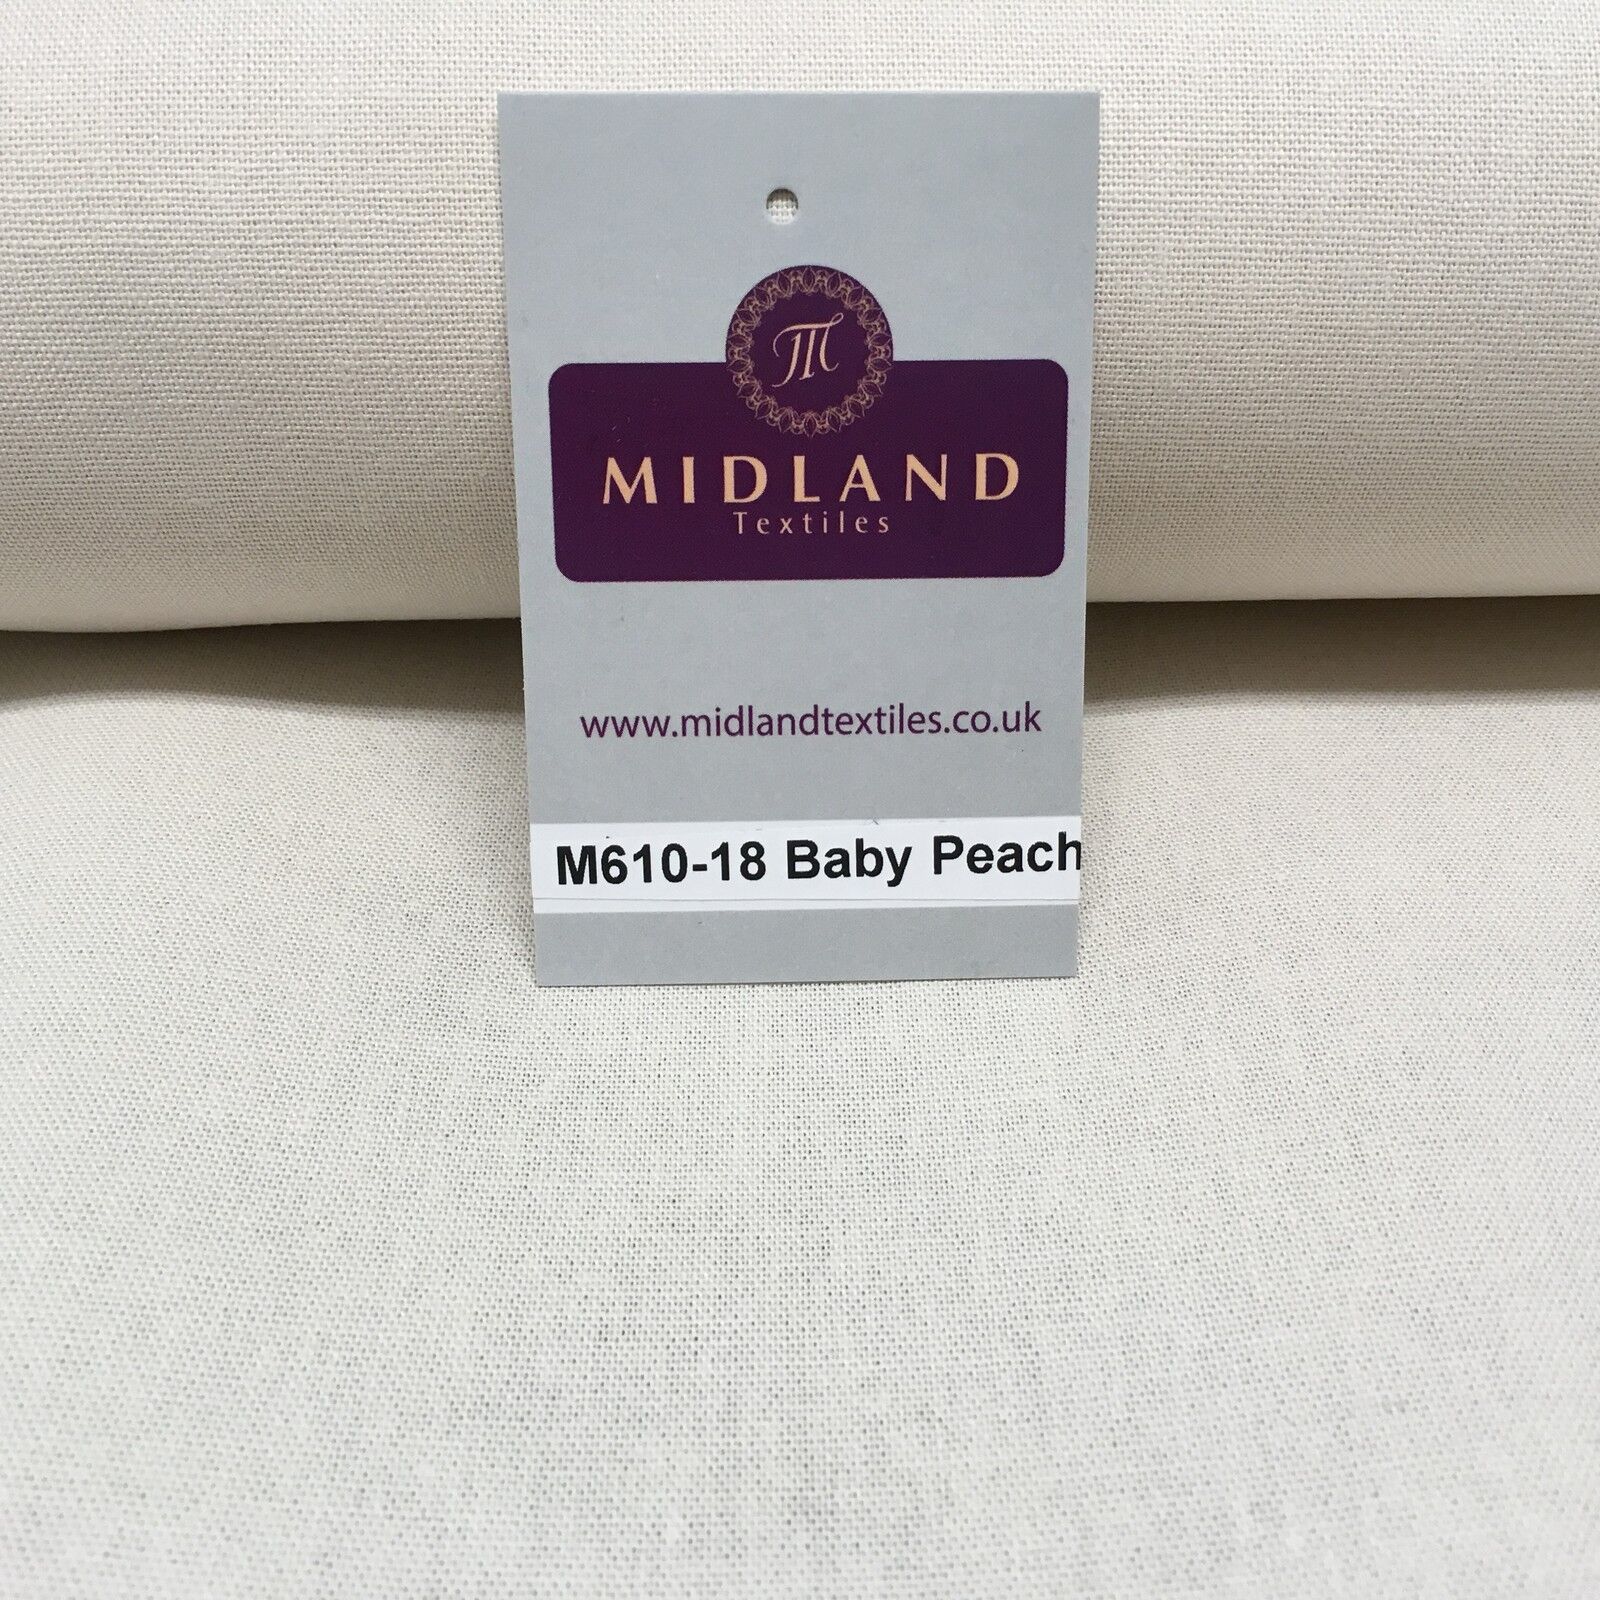 M
MIDLAND
Textiles
www.midlandtextiles.co.uk
M610-18 Baby Peach